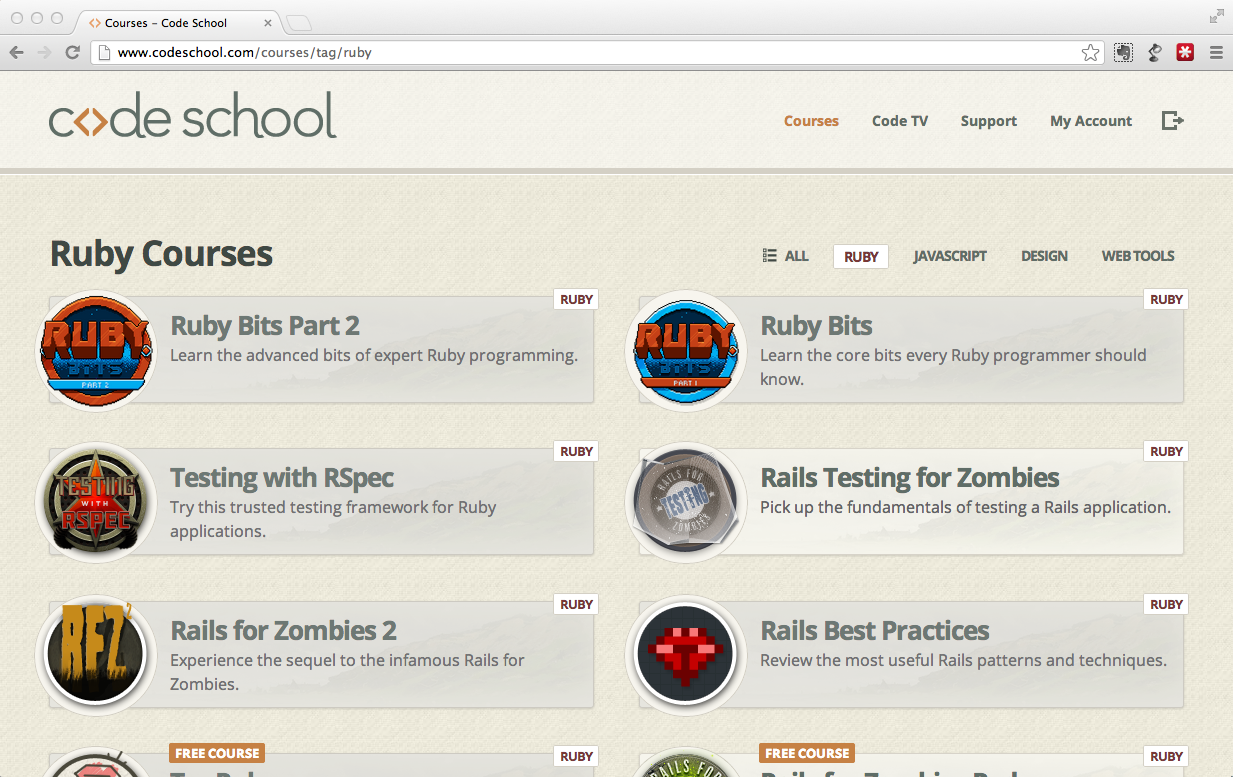 Courses – Code School
www.codeschool.com/courses/tag/ruby
code school
Courses Code TV Support My Account
Ruby Courses
ALL RUBY JAVASCRIPT DESIGN WEB TOOLS
RUBY
RUBY BITS
PART 2
Ruby Bits Part 2
Learn the advanced bits of expert Ruby programming.
RUBY
RUBY BITS
PART 1
Ruby Bits
Learn the core bits every Ruby programmer should
know.
RUBY
TESTING
WITH
RSPEC
Testing with RSpec
Try this trusted testing framework for Ruby
applications.
RUBY
RAILS FOR
TESTING
ZOMBIES
Rails Testing for Zombies
Pick up the fundamentals of testing a Rails application.
RUBY
RFZ 2
Rails for Zombies 2
Experience the sequel to the infamous Rails for
Zombies.
RUBY
Rails Best Practices
Review the most useful Rails patterns and techniques.
FREE COURSE
RUBY
FREE COURSE
RUBY
RAILS FOR
Rails for Zombies